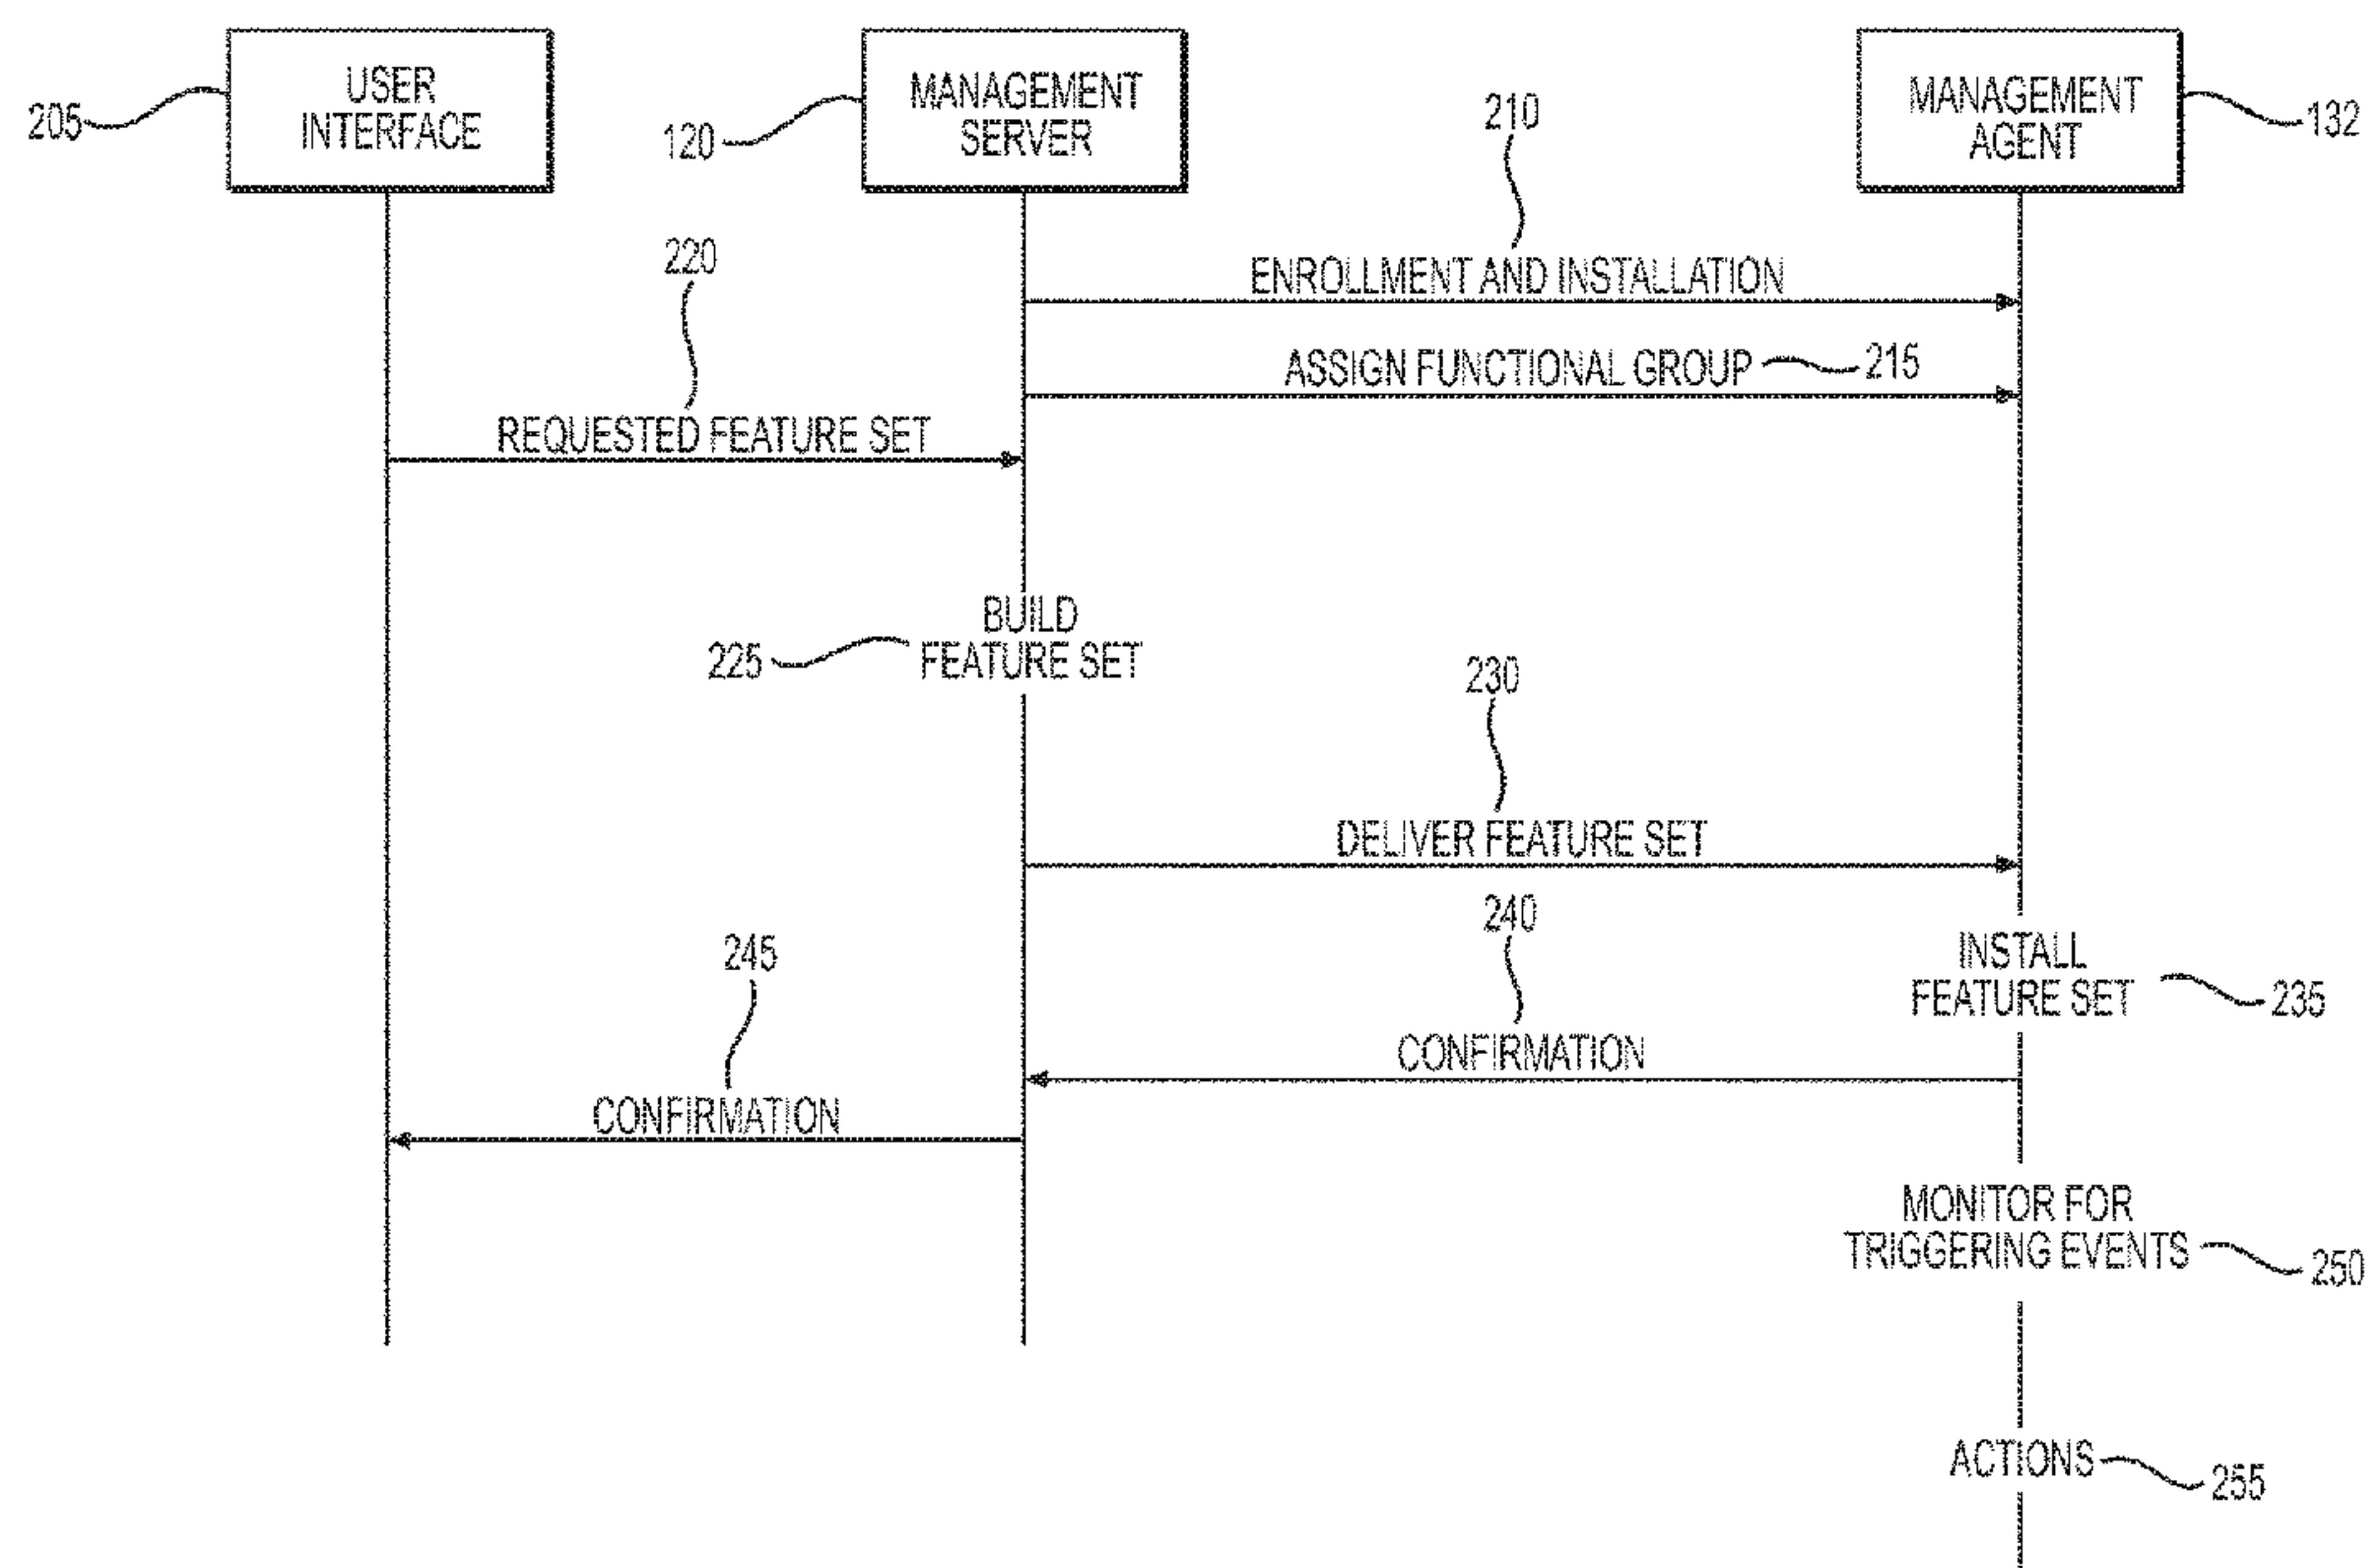 USER
INTERFACE
205
MANAGEMENT
SERVER
120
MANAGEMENT
AGENT
132
210
ENROLLMENT AND INSTALLATION
ASSIGN FUNCTIONAL GROUP 215
220
REQUESTED FEATURE SET
BUILD
225 FEATURE SET
230
DELIVER FEATURE SET
240
INSTALL
FEATURE SET 235
245
CONFIRMATION
CONFIRMATION
MONITOR FOR
TRIGGERING EVENTS 250
ACTIONS 255